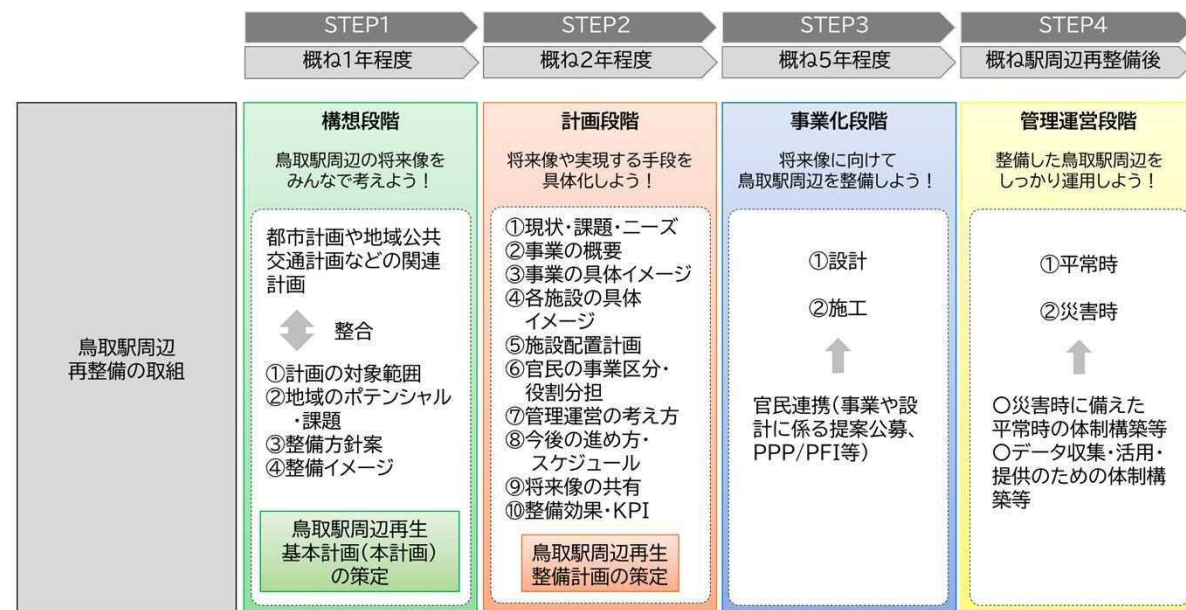 STEP1
STEP2
STEP3
STEP4
概ね1年程度
概ね2年程度
概ね5年程度
概ね駅周辺再整備後
鳥取駅周辺
再整備の取組
構想段階
鳥取駅周辺の将来像を
みんなで考えよう！
都市計画や地域公共
交通計画などの関連
計画
整合
①計画の対象範囲
②地域のポテンシャル
・課題
③整備方針案
④整備イメージ
鳥取駅周辺再生
基本計画(本計画)
の策定
計画段階
将来像や実現する手段を
具体化しよう！
①現状・課題・ニーズ
②事業の概要
③事業の具体イメージ
④各施設の具体
イメージ
⑤施設配置計画
⑥官民の事業区分・
役割分担
⑦管理運営の考え方
⑧今後の進め方・
スケジュール
⑨将来像の共有
⑩整備効果・KPI
鳥取駅周辺再生
整備計画の策定
事業化段階
将来像に向けて
鳥取駅周辺を整備しよう！
①設計
②施工
官民連携(事業や設
計に係る提案公募、
PPP/PFI等)
管理運営段階
整備した鳥取駅周辺を
しっかり運用しよう！
①平常時
②災害時
〇災害時に備えた
平常時の体制構築等
〇データ収集・活用・
提供のための体制構
築等